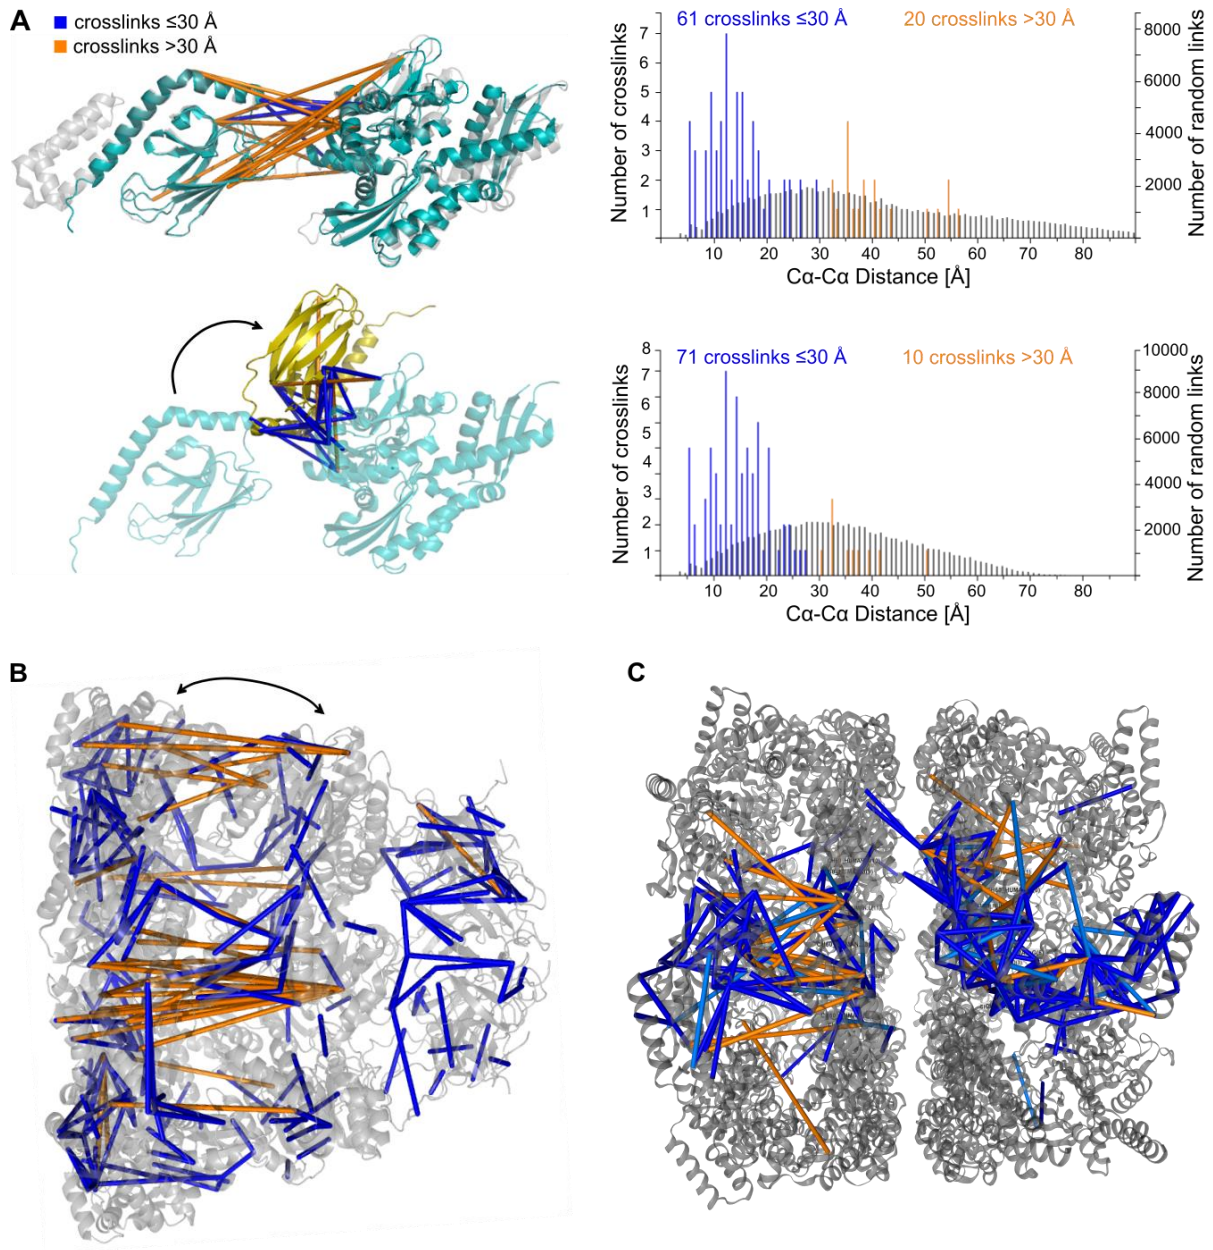 A
crosslinks ≤30 Å
crosslinks >30 Å
61 crosslinks ≤30 Å
20 crosslinks >30 Å
Number of crosslinks
7
6
5
4
3
2
1
8000
6000
4000
2000
Number of random links
10 20 30 40 50 60 70 80
Cα-Cα Distance [Å]
71 crosslinks ≤30 Å
10 crosslinks >30 Å
Number of crosslinks
8
7
6
5
4
3
2
1
10000
8000
6000
4000
2000
Number of random links
10 20 30 40 50 60 70 80
Cα-Cα Distance [Å]
B
C